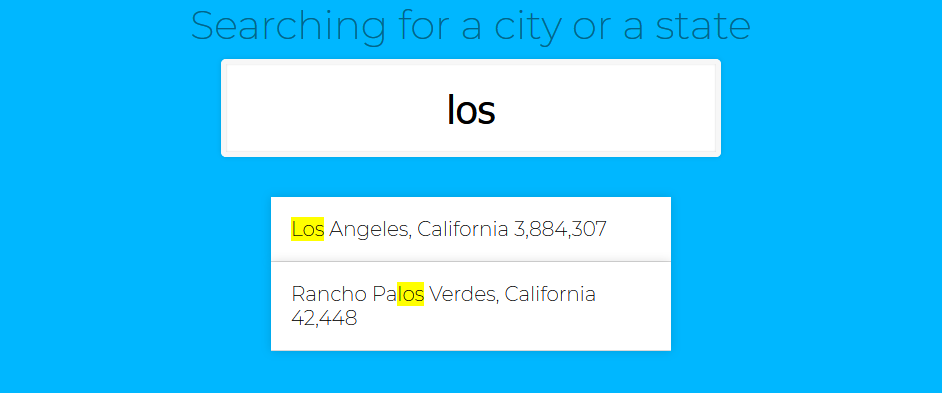 Searching for a city or a state
los
Los Angeles, California 3,884,307
Rancho Palos Verdes, California
42,448